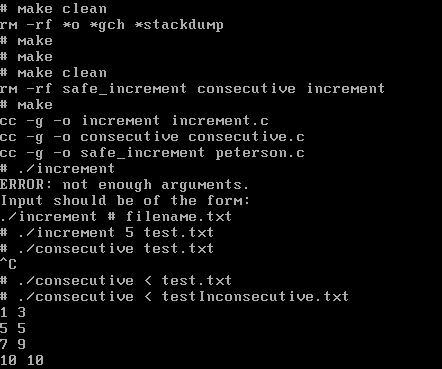 # make clean
rm -rf *o *gch *stackdump
# make
# make
# make clean
rm -rf safe_increment consecutive increment
# make
cc -g -o increment increment.c
cc -g -o consecutive consecutive.c
cc -g -o safe_increment peterson.c
# ./increment
ERROR: not enough arguments.
Input should be of the form:
./increment # filename.txt
# ./increment 5 test.txt
# ./consecutive test.txt
^C
# ./consecutive < test.txt
# ./consecutive < testInconsecutive.txt
1 3
5 5
7 9
10 10